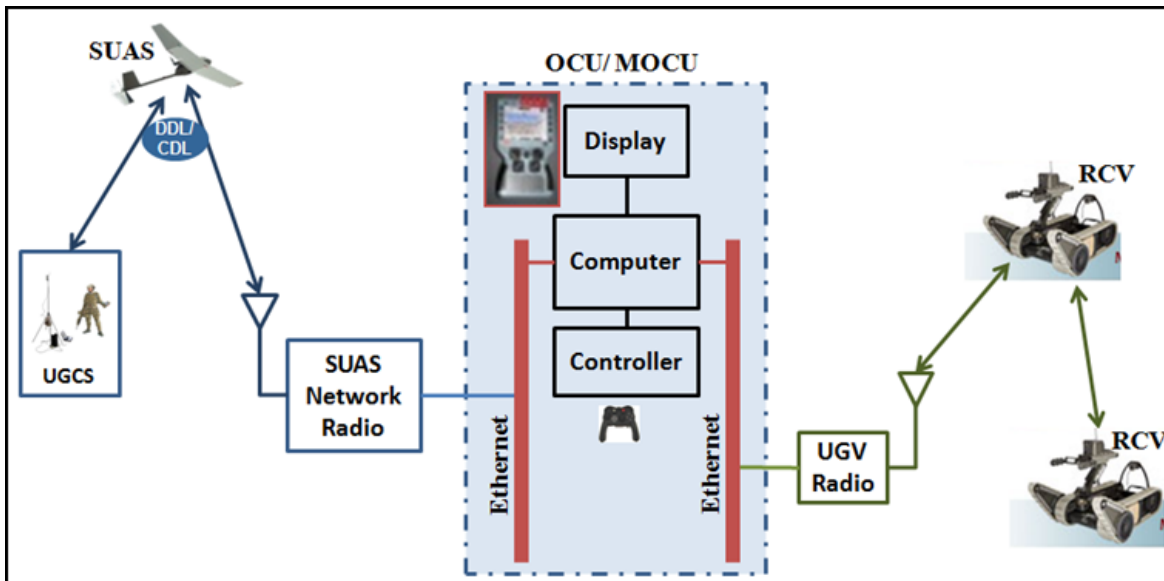 SUAS
OCU/ MOCU
DDL/
CDL
Display
RCV
Computer
UGCS
SUAS
Network
Radio
Controller
Ethernet
Ethernet
UGV
Radio
RCV